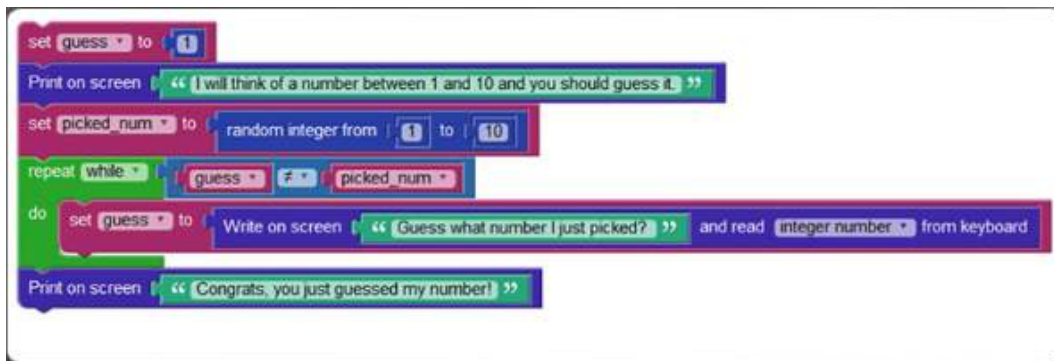 set guess to 1
Print on screen “ I will think of a number between 1 and 10 and you should guess it. ”
set picked_num to random integer from 1 to 10
repeat while guess ≠ picked_num
do set guess to Write on screen “ Guess what number I just picked? ” and read integer number from keyboard
Print on screen “ Congrats, you just guessed my number! ”